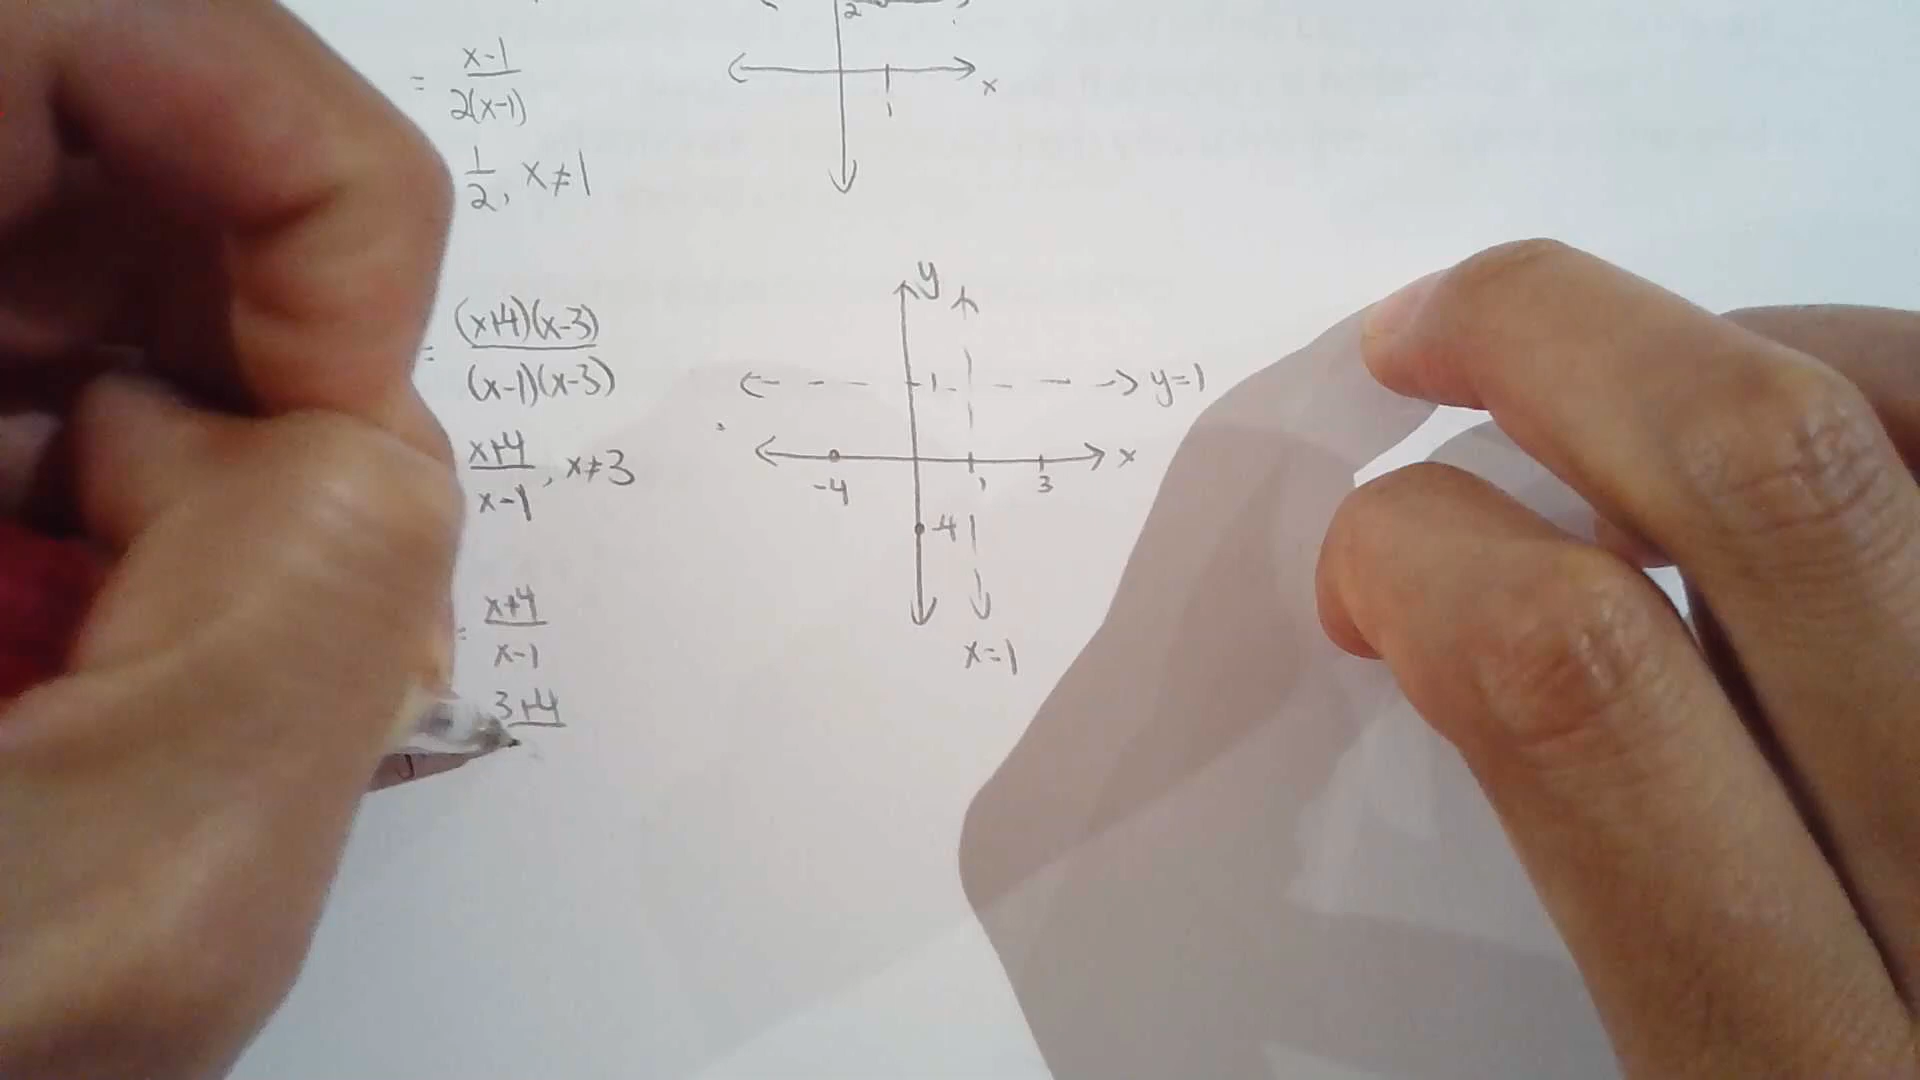 2
= x-1
2(x-1)
x
1
1
2, x≠1
y
= (x+4)(x-3)
(x-1)(x-3)
1
y=1
x+4
x-1, x≠3
x
-4
1
3
-4
= x+4
x-1
x=1
3+4